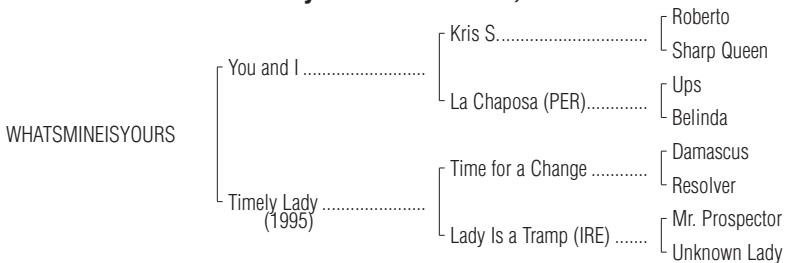 Roberto
Kris S.................................
Sharp Queen
You and I ..........................
Ups
La Chaposa (PER).............
Belinda
WHATSMINEISYOURS
Damascus
Time for a Change ............
Resolver
Timely Lady ......................
(1995)
Mr. Prospector
Lady Is a Tramp (IRE) .......
Unknown Lady